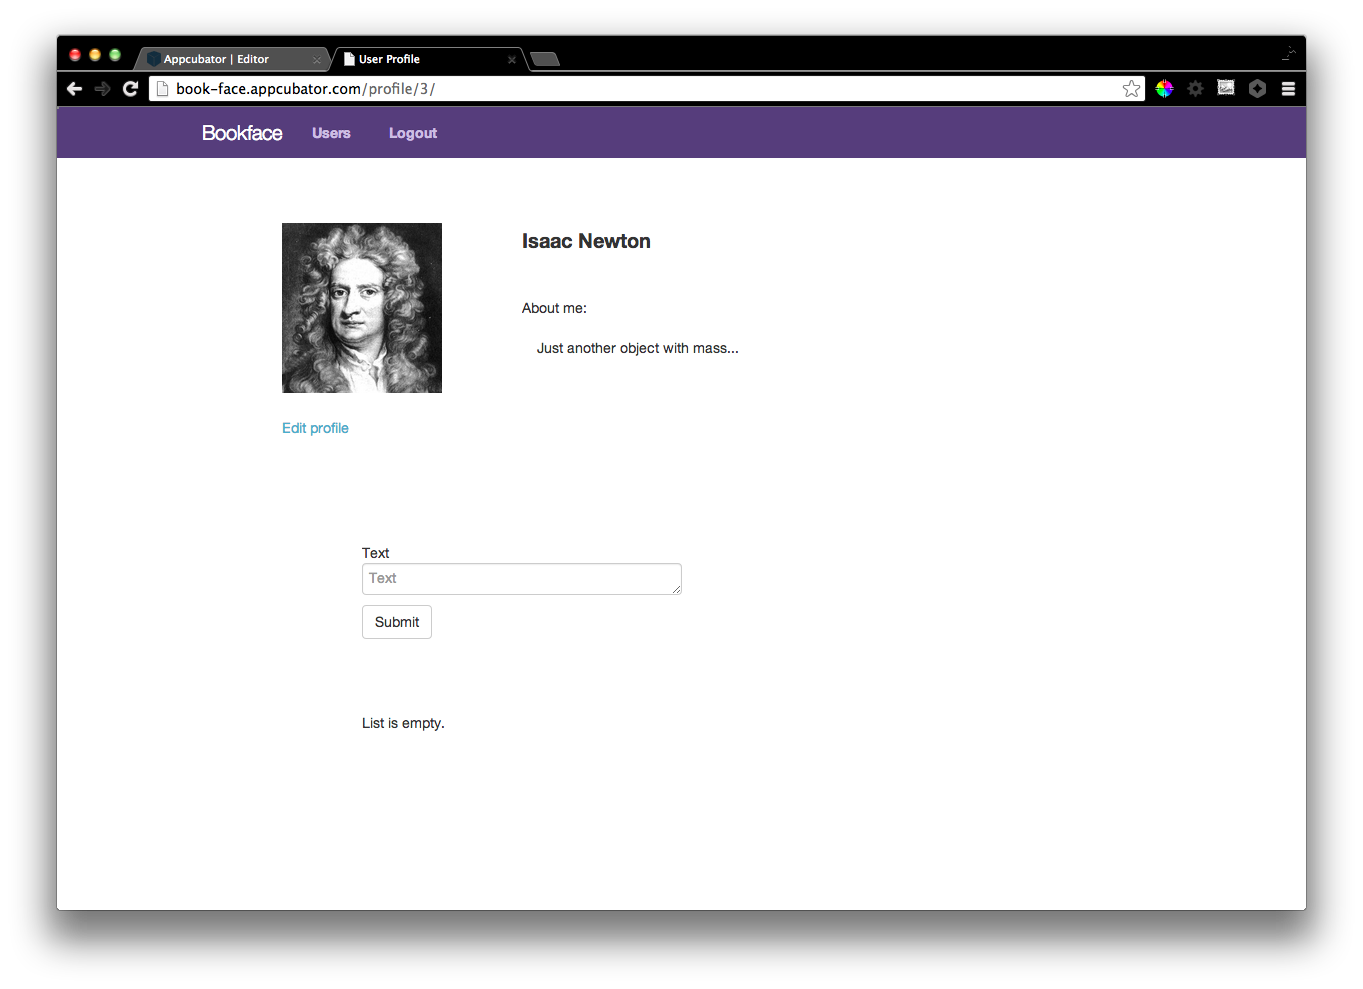 Appcubator | Editor
User Profile
book-face.appcubator.com/profile/3/
Bookface Users Logout
Isaac Newton
About me:
Just another object with mass...
Edit profile
Text
Text
Submit
List is empty.